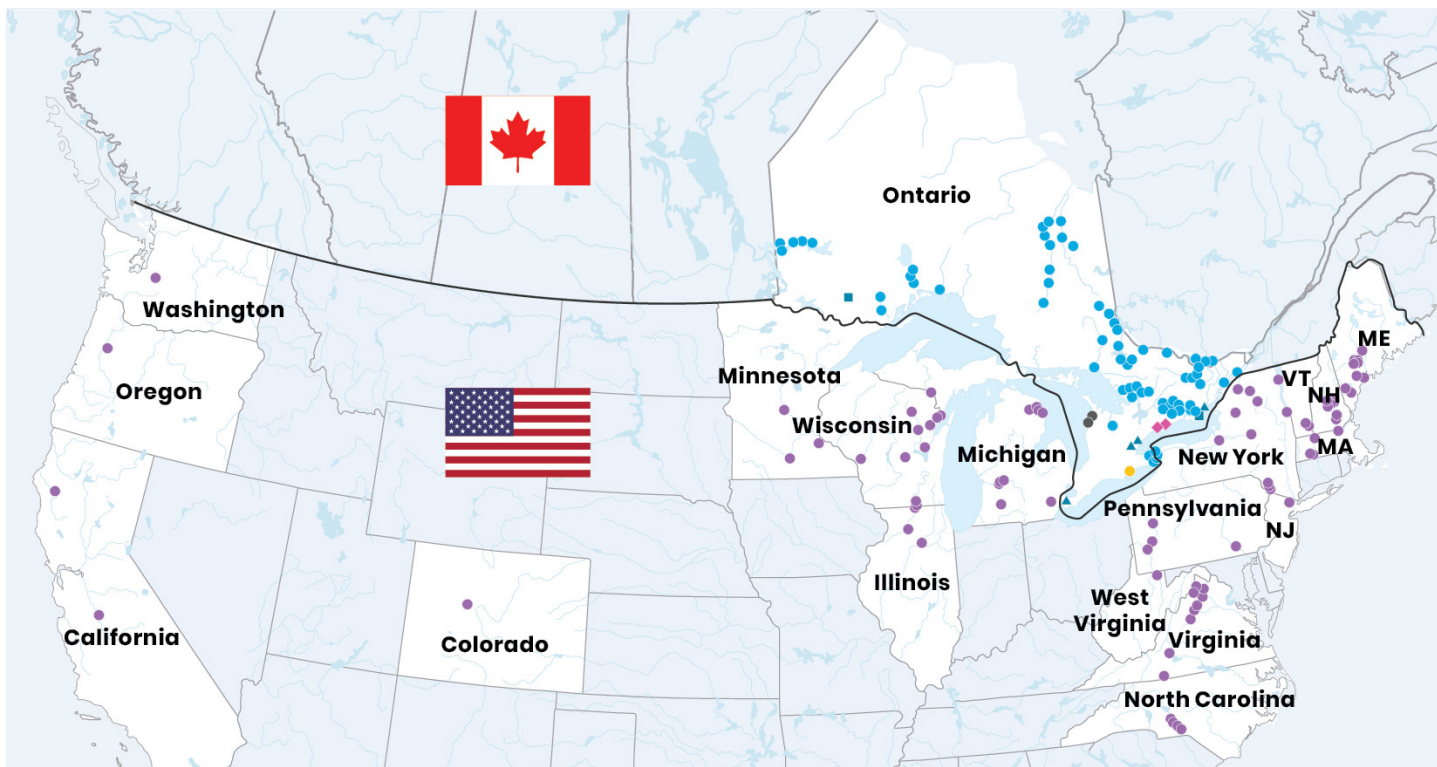 Ontario
Washington
Oregon
Minnesota
Wisconsin
Michigan
ME
VT
NH
MA
New York
Pennsylvania
NJ
Illinois
West
Virginia
Virginia
California
Colorado
North Carolina